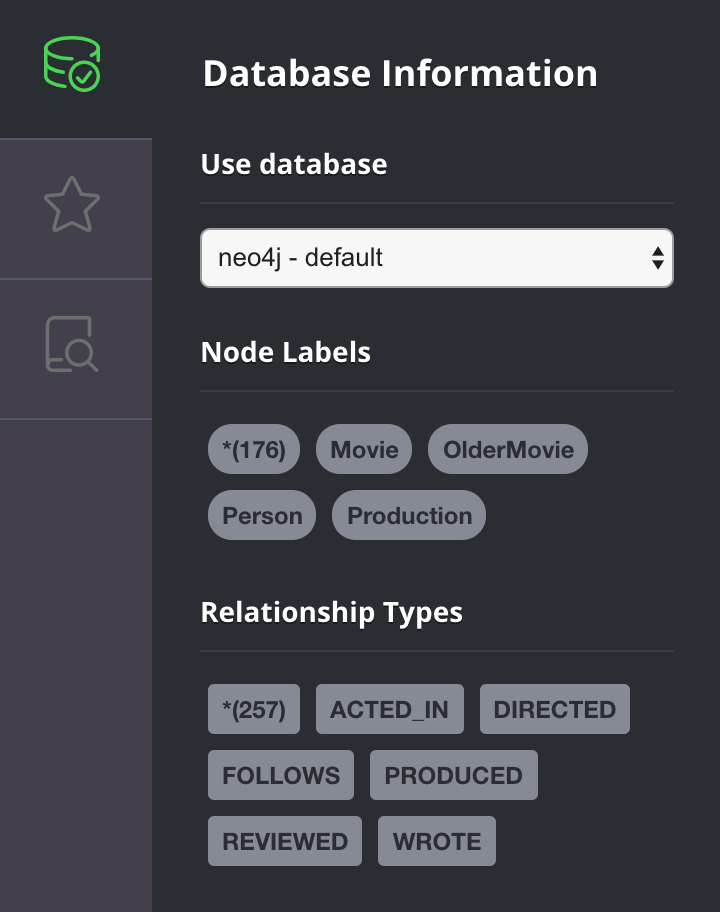 Database Information
Use database
neo4j - default
Node Labels
*(176) Movie OlderMovie
Person Production
Relationship Types
*(257) ACTED_IN DIRECTED
FOLLOWS PRODUCED
REVIEWED WROTE